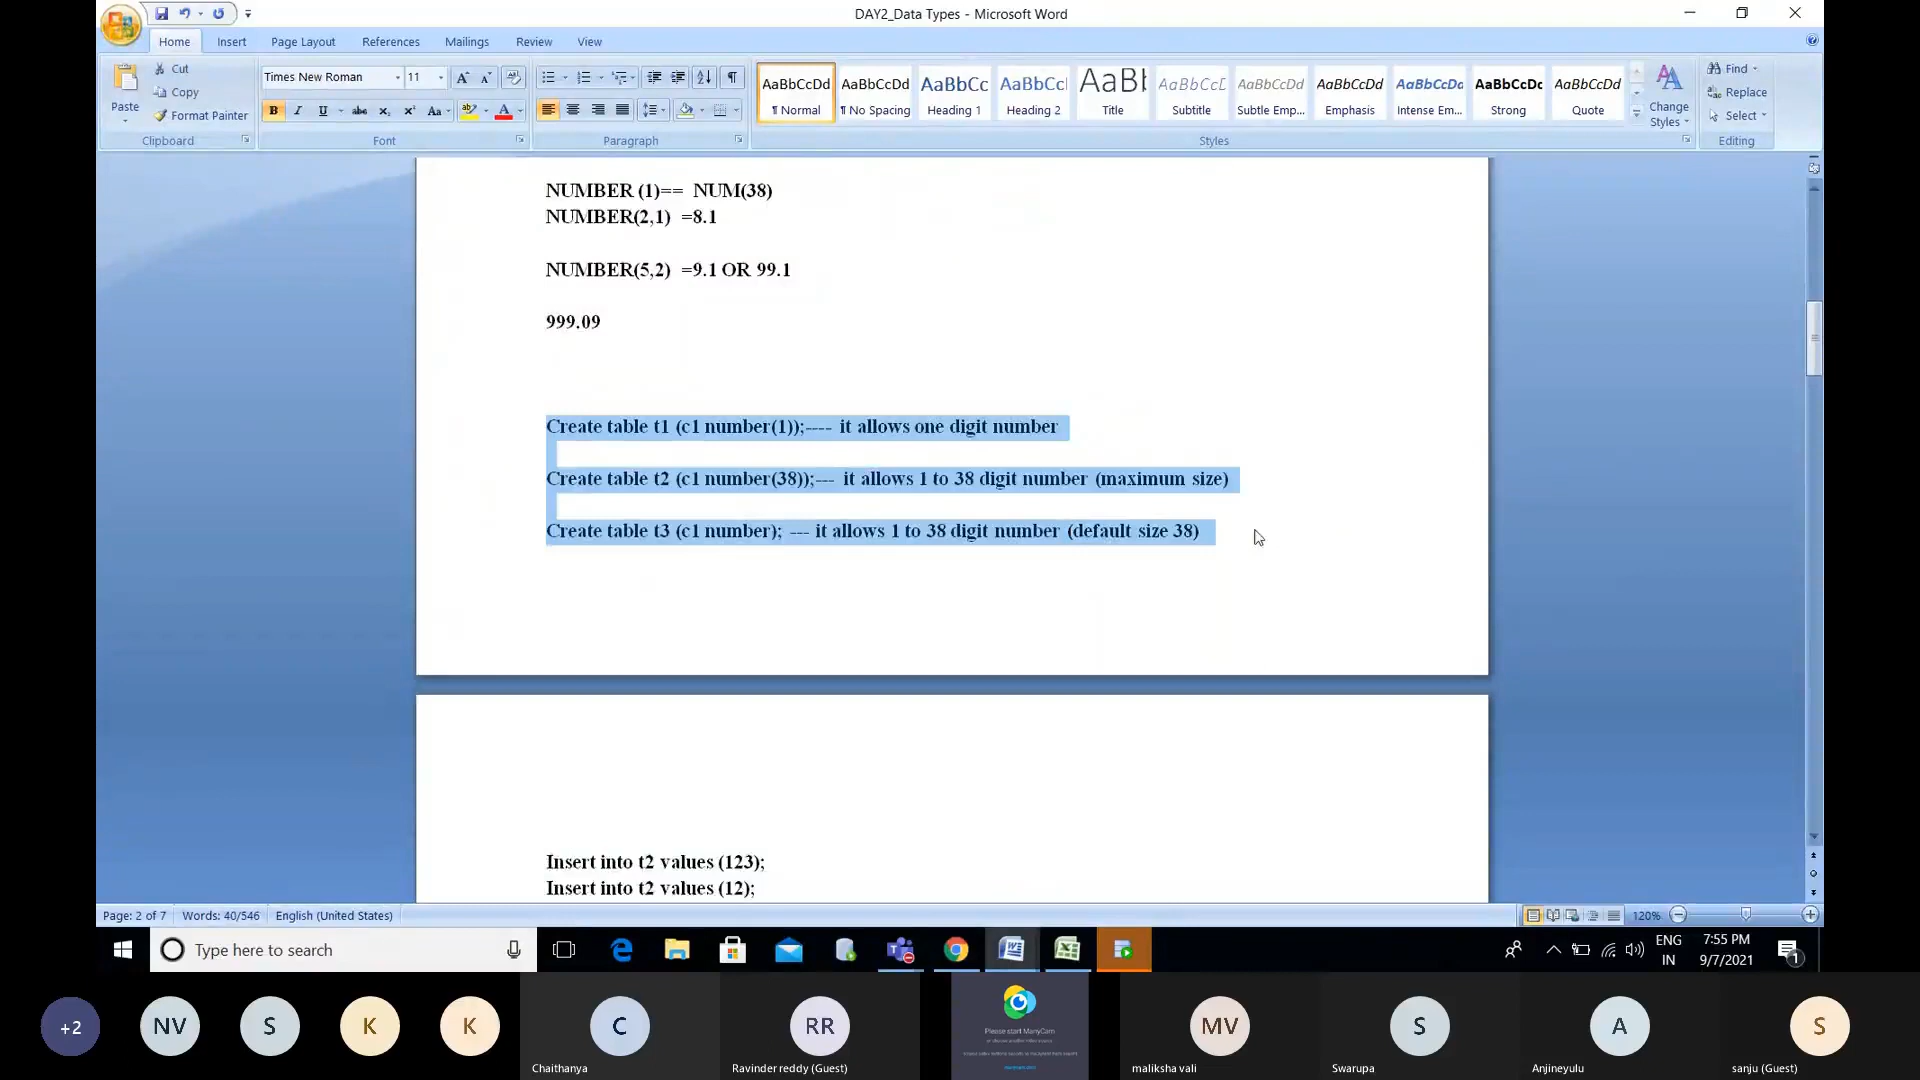 DAY2_Data Types - Microsoft Word
Home Insert Page Layout References Mailings Review View
Paste
Cut
Copy
Format Painter
Clipboard
Times New Roman 11
Font
Paragraph
AaBbCcDd AaBbCcDd AaBbCc AaBbCc AaBb AaBbCcD AaBbCcDd AaBbCcDd AaBbCcDd AaBbCcDc AaBbCcDd
¶ Normal ¶ No Spacing Heading 1 Heading 2 Title Subtitle Subtle Emp... Emphasis Intense Em... Strong Quote
Change Styles
Styles
Find
Replace
Select
Editing
NUMBER (1)== NUM(38)
NUMBER(2,1) =8.1
NUMBER(5,2) =9.1 OR 99.1
999.09
Create table t1 (c1 number(1));---- it allows one digit number
Create table t2 (c1 number(38));--- it allows 1 to 38 digit number (maximum size)
Create table t3 (c1 number); --- it allows 1 to 38 digit number (default size 38)
Insert into t2 values (123);
Insert into t2 values (12);
Page: 2 of 7 Words: 40/546 English (United States) 120%
Type here to search
ENG
IN
7:55 PM
9/7/2021
1
+2 NV S K K C RR MV S A S
Please start ManyCam
Chaithanya Ravinder reddy (Guest) maliksha vali Swarupa Anjineyulu sanju (Guest)